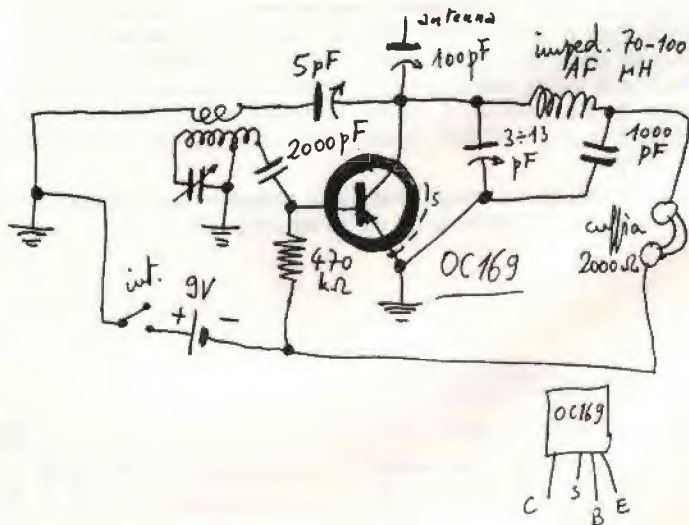 antenna
100pF
5pF
imped. 70-100
AF μH
2000pF
3÷13
pF
1000
pF
s
470
kΩ
OC169
cuffia
2000Ω
int.
9V
+ -
OC169
C S B E